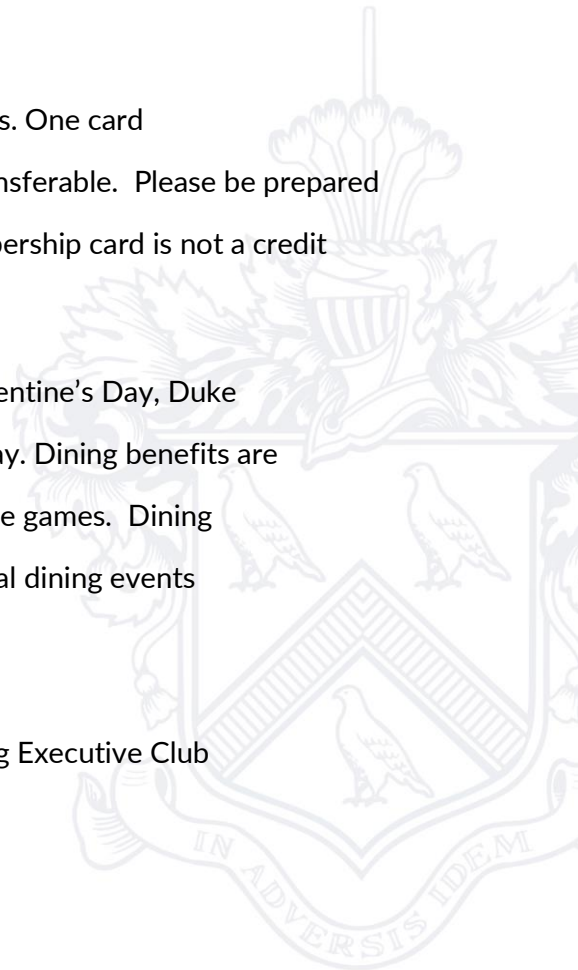 s. One card
nsferable.  Please be prepared
bership card is not a credit
entine’s Day, Duke
ay. Dining benefits are
e games.  Dining
al dining events
g Executive Club
IN ADVERSIS IDEM